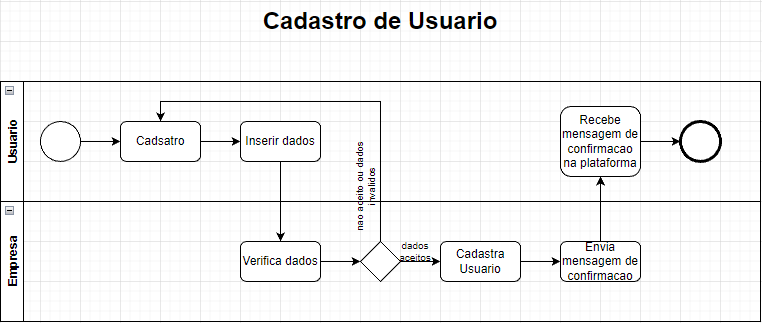 Cadastro de Usuario
Usuario
Cadsatro
Inserir dados
nao aceito ou dados
invalidos
Recebe
mensagem de
confirmacao
na plataforma
Empresa
Verifica dados
dados
aceitos
Cadastra
Usuario
Envia
mensagem de
confirmacao